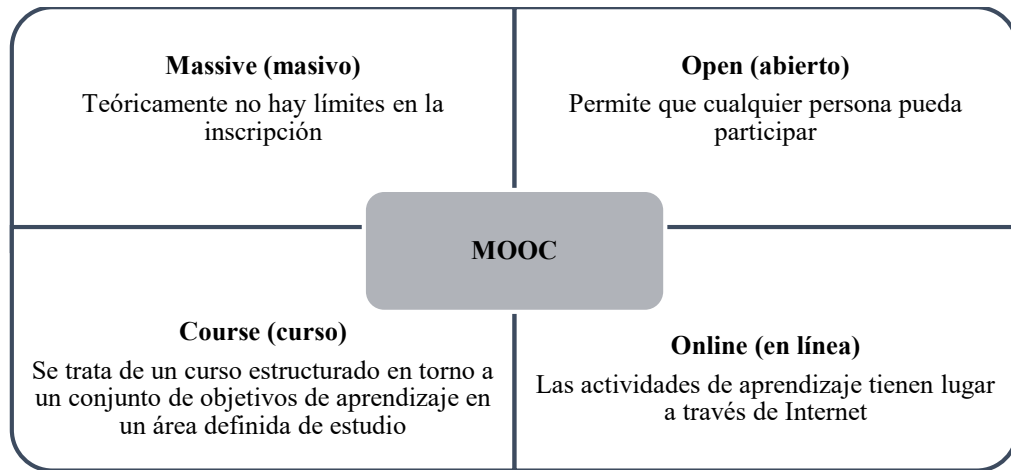 Massive (masivo)
Teóricamente no hay límites en la
inscripción
Open (abierto)
Permite que cualquier persona pueda
participar
MOOC
Course (curso)
Se trata de un curso estructurado en torno a
un conjunto de objetivos de aprendizaje en
un área definida de estudio
Online (en línea)
Las actividades de aprendizaje tienen lugar
a través de Internet